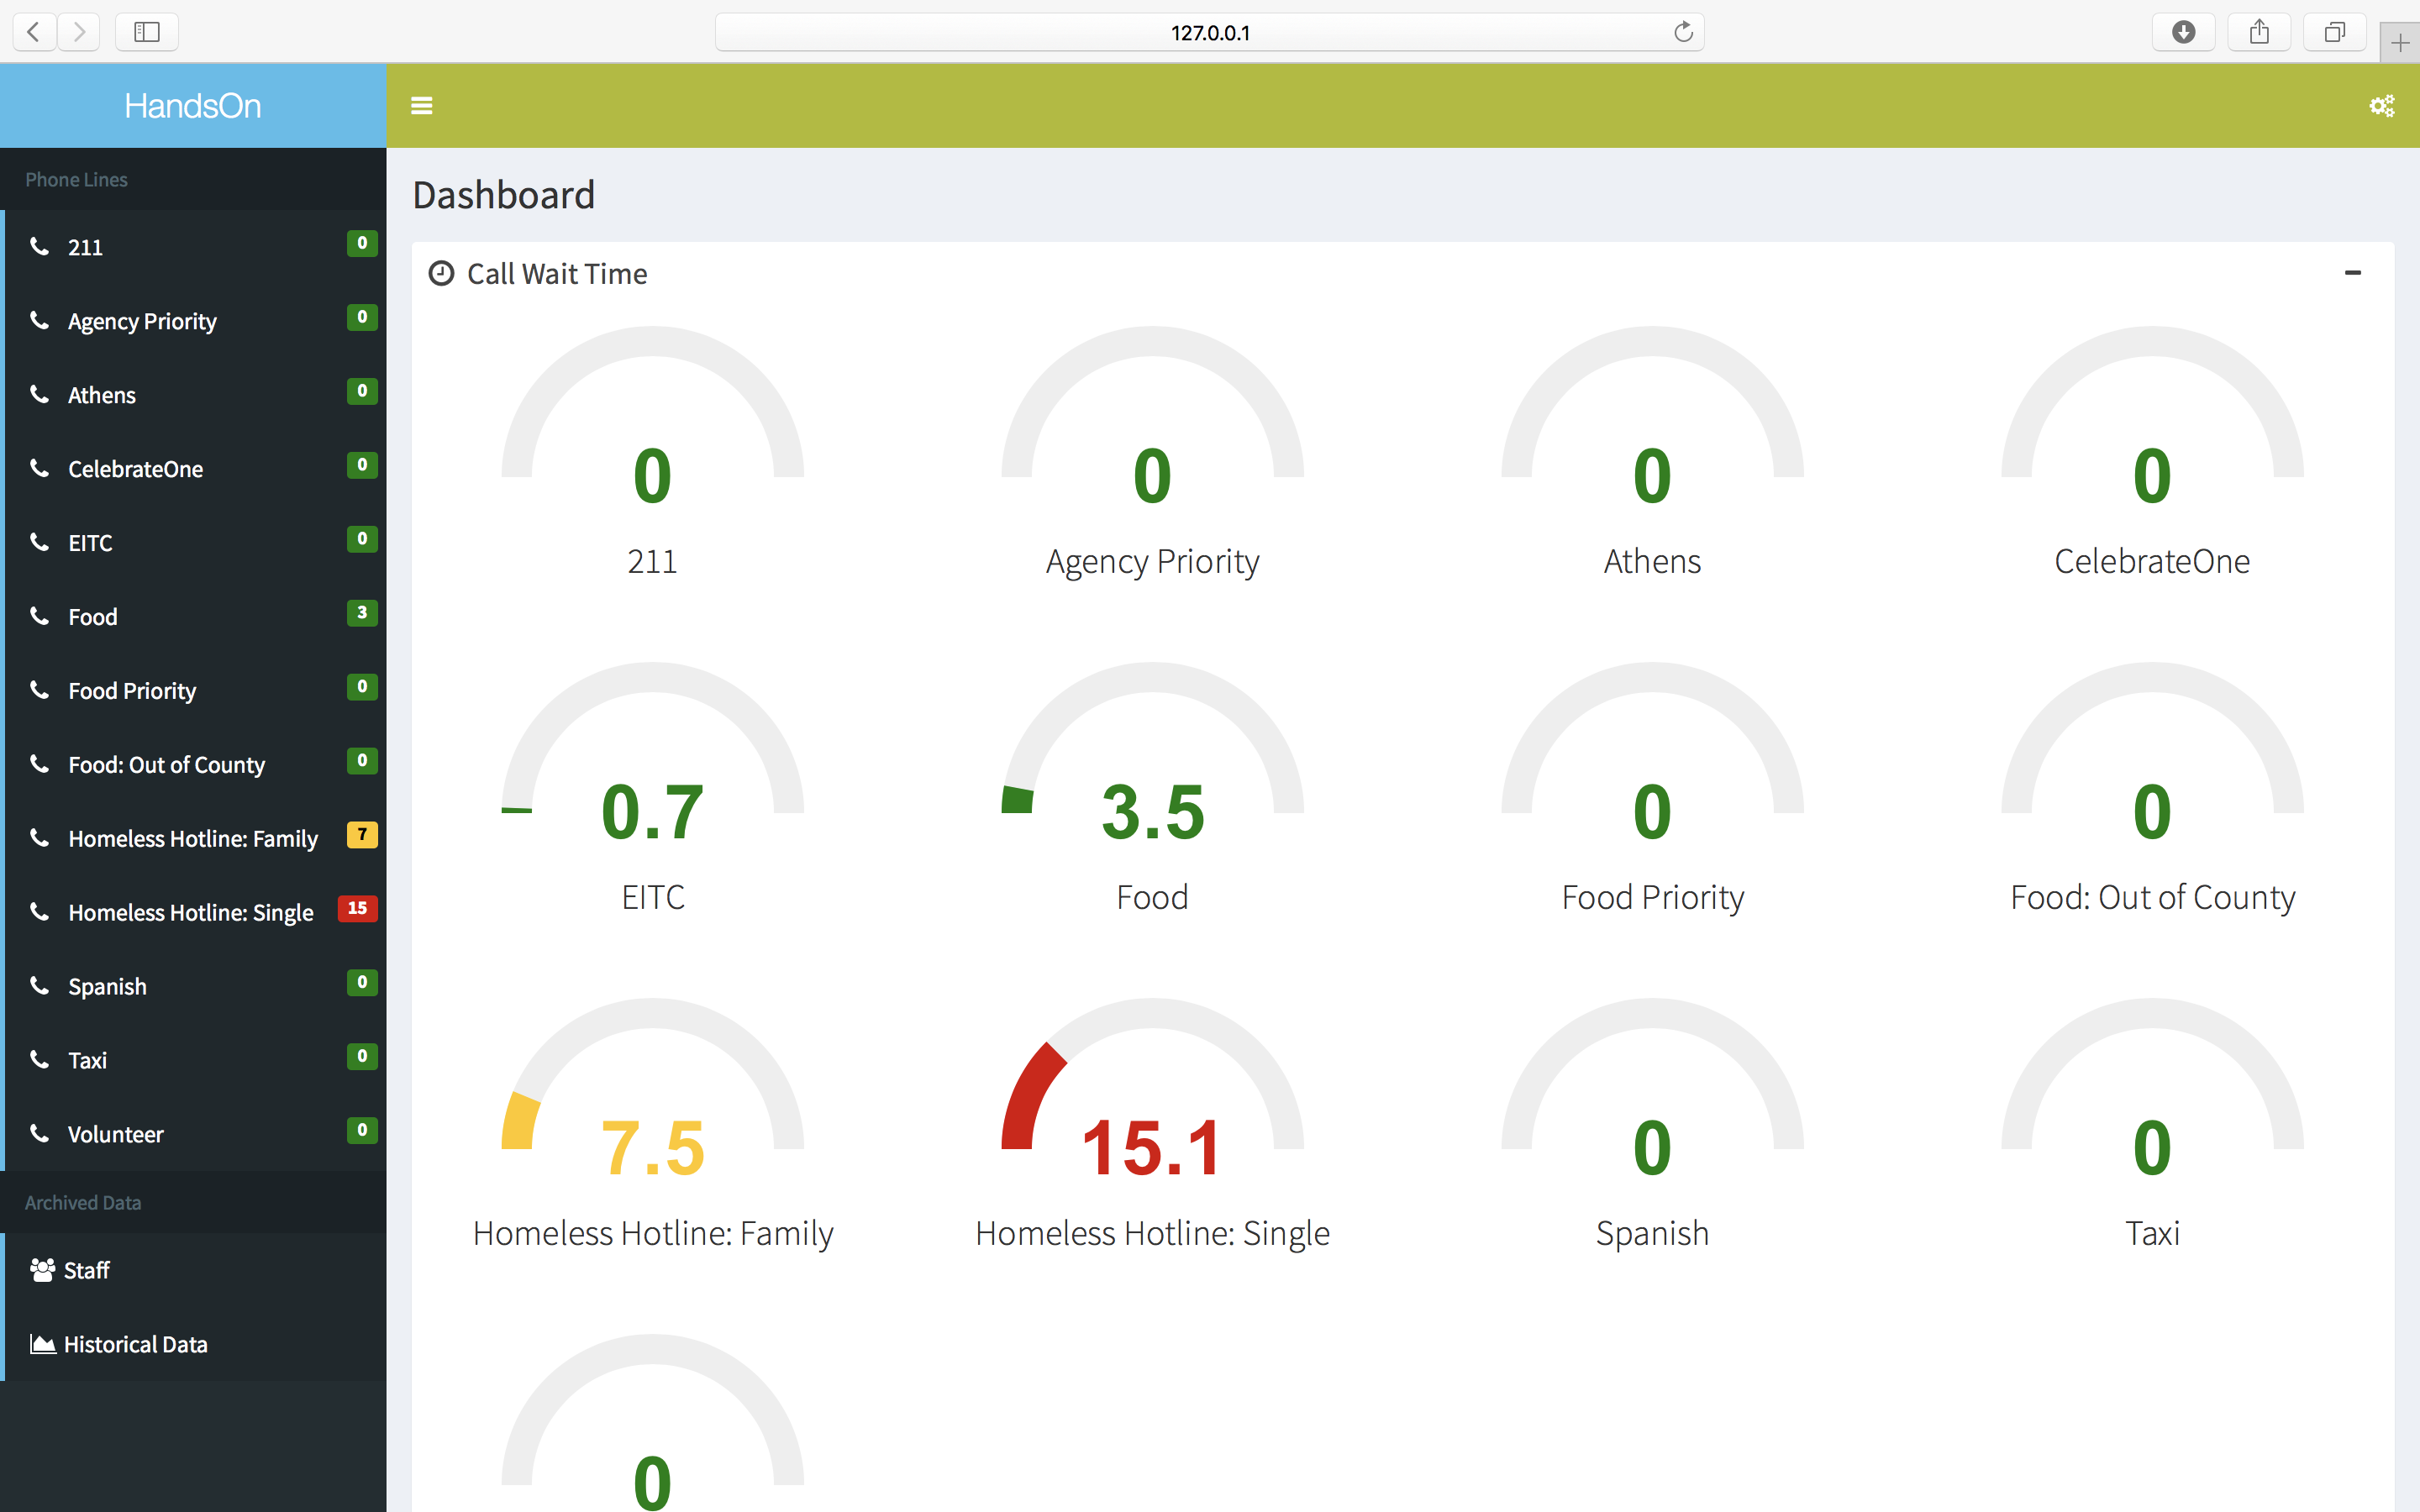 127.0.0.1
HandsOn
Phone Lines
211 0
Agency Priority 0
Athens 0
CelebrateOne 0
EITC 0
Food 3
Food Priority 0
Food: Out of County 0
Homeless Hotline: Family 7
Homeless Hotline: Single 15
Spanish 0
Taxi 0
Volunteer 0
Archived Data
Staff
Historical Data
Dashboard
Call Wait Time
0 0 0 0
211 Agency Priority Athens CelebrateOne
0.7 3.5 0 0
EITC Food Food Priority Food: Out of County
7.5 15.1 0 0
Homeless Hotline: Family Homeless Hotline: Single Spanish Taxi
0